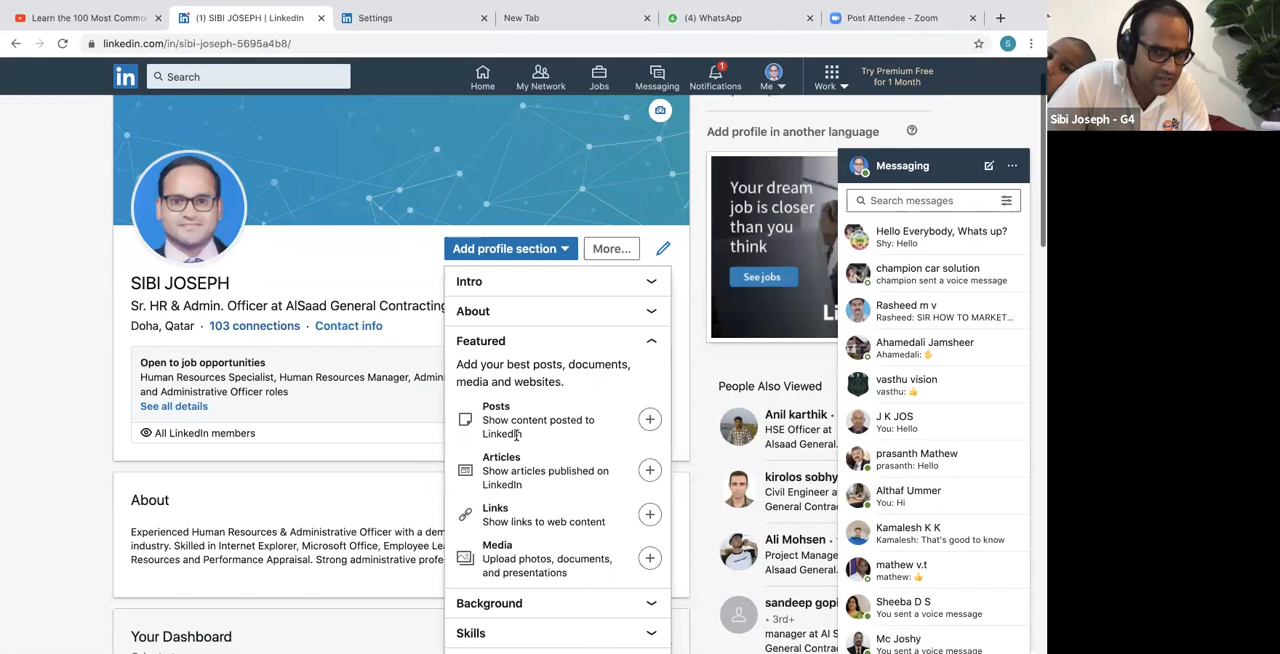 Learn the 100 Most Commo
(1) SIBI JOSEPH | LinkedIn
Settings
New Tab
(4) WhatsApp
Post Attendee - Zoom
linkedin.com/in/sibi-joseph-5695a4b8/
S
in
Search
Home
My Network
Jobs
Messaging
1
Notifications
Me
Work
Try Premium Free
for 1 Month
Sibi Joseph - G4
Add profile in another language
Your dream
job is closer
than you
think
See jobs
Li
Add profile section
More...
SIBI JOSEPH
Sr. HR & Admin. Officer at AlSaad General Contracting
Doha, Qatar · 103 connections · Contact info
Open to job opportunities
Human Resources Specialist, Human Resources Manager, Admin
and Administrative Officer roles
See all details
All LinkedIn members
About
Experienced Human Resources & Administrative Officer with a dem
industry. Skilled in Internet Explorer, Microsoft Office, Employee Le
Resources and Performance Appraisal. Strong administrative profe
Your Dashboard
Intro
About
Featured
Add your best posts, documents,
media and websites.
Posts
Show content posted to
LinkedIn
Articles
Show articles published on
LinkedIn
Links
Show links to web content
Media
Upload photos, documents,
and presentations
Background
Skills
People Also Viewed
Anil karthik •
HSE Officer at
Alsaad General.
kirolos sobhy
Civil Engineer at
General Contrac
Ali Mohsen •
Project Manage
Alsaad General.
sandeep gopi
• 3rd+
manager at Al S
Messaging
Search messages
Hello Everybody, Whats up?
Shy: Hello
champion car solution
champion sent a voice message
Rasheed m v
Rasheed: SIR HOW TO MARKET...
Ahamedali Jamsheer
Ahamedali: ✋
vasthu vision
vasthu: 👍
J K JOS
You: Hello
prasanth Mathew
prasanth: Hello
Althaf Ummer
You: Hi
Kamalesh K K
Kamalesh: That's good to know
mathew v.t
mathew: 👍
Sheeba D S
You sent a voice message
Mc Joshy
You sent a voice message